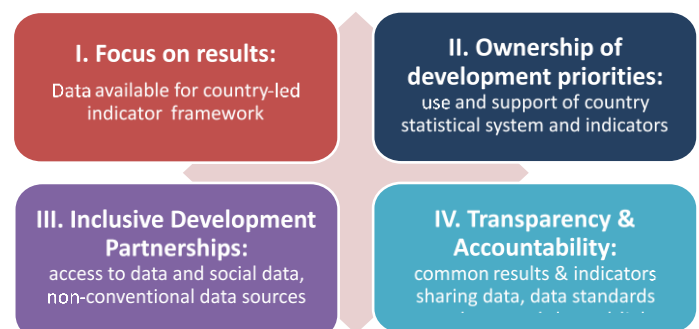 I. Focus on results:
Data available for country-led
indicator framework
II. Ownership of
development priorities:
use and support of country
statistical system and indicators
III. Inclusive Development
Partnerships:
access to data and social data,
non-conventional data sources
IV. Transparency &
Accountability:
common results & indicators
sharing data, data standards